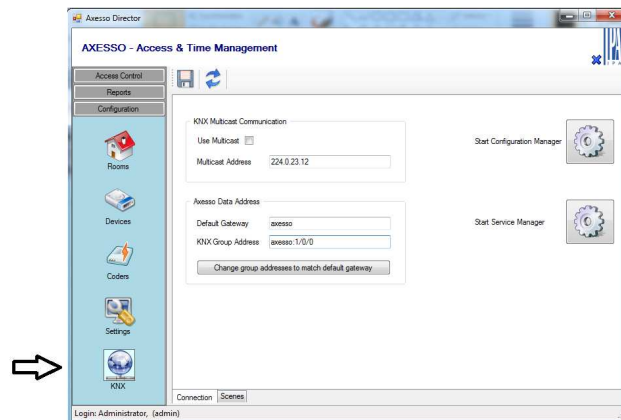 Axesso Director
AXESSO - Access & Time Management
IPAS
Access Control
Reports
Configuration
Rooms
Devices
Coders
Settings
KNX
KNX Multicast Communication
Use Multicast
Multicast Address 224.0.23.12
Axesso Data Address
Default Gateway axesso
KNX Group Address axesso:1/0/0
Change group addresses to match default gateway
Start Configuration Manager
Start Service Manager
Connection Scenes
Login: Administrator, (admin)